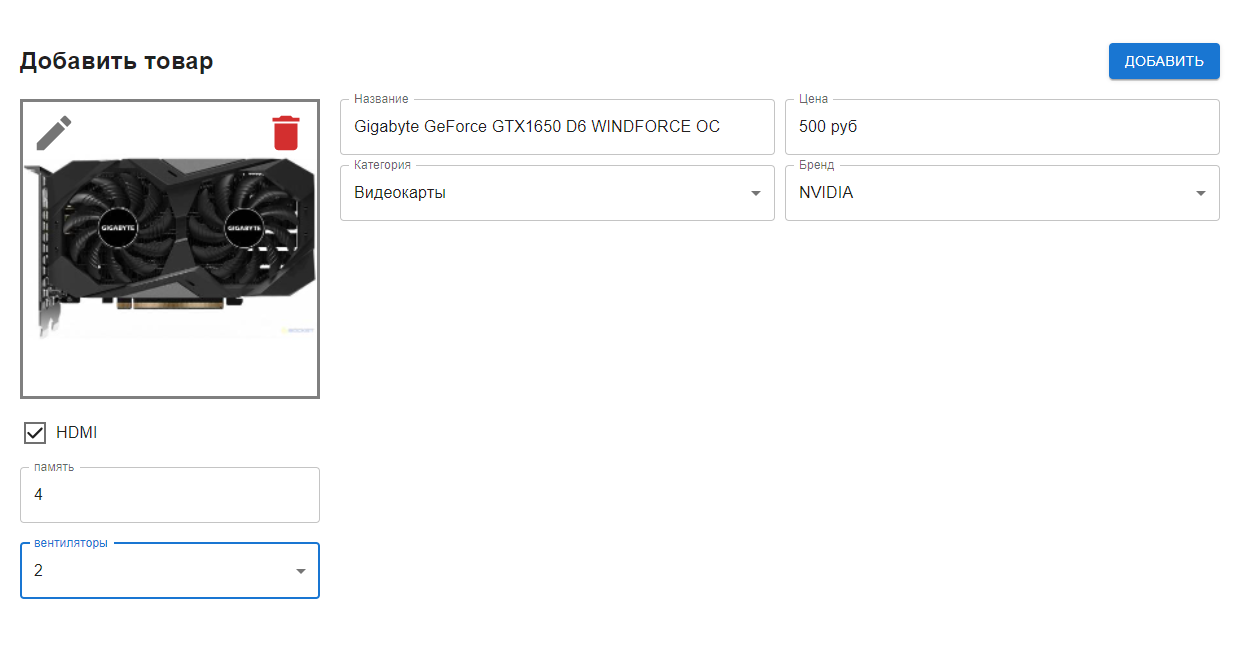 Добавить товар
ДОБАВИТЬ
Название
Gigabyte GeForce GTX1650 D6 WINDFORCE OC
Цена
500 руб
Категория
Видеокарты
Бренд
NVIDIA
GIGABYTE
GIGABYTE
HDMI
память
4
вентиляторы
2